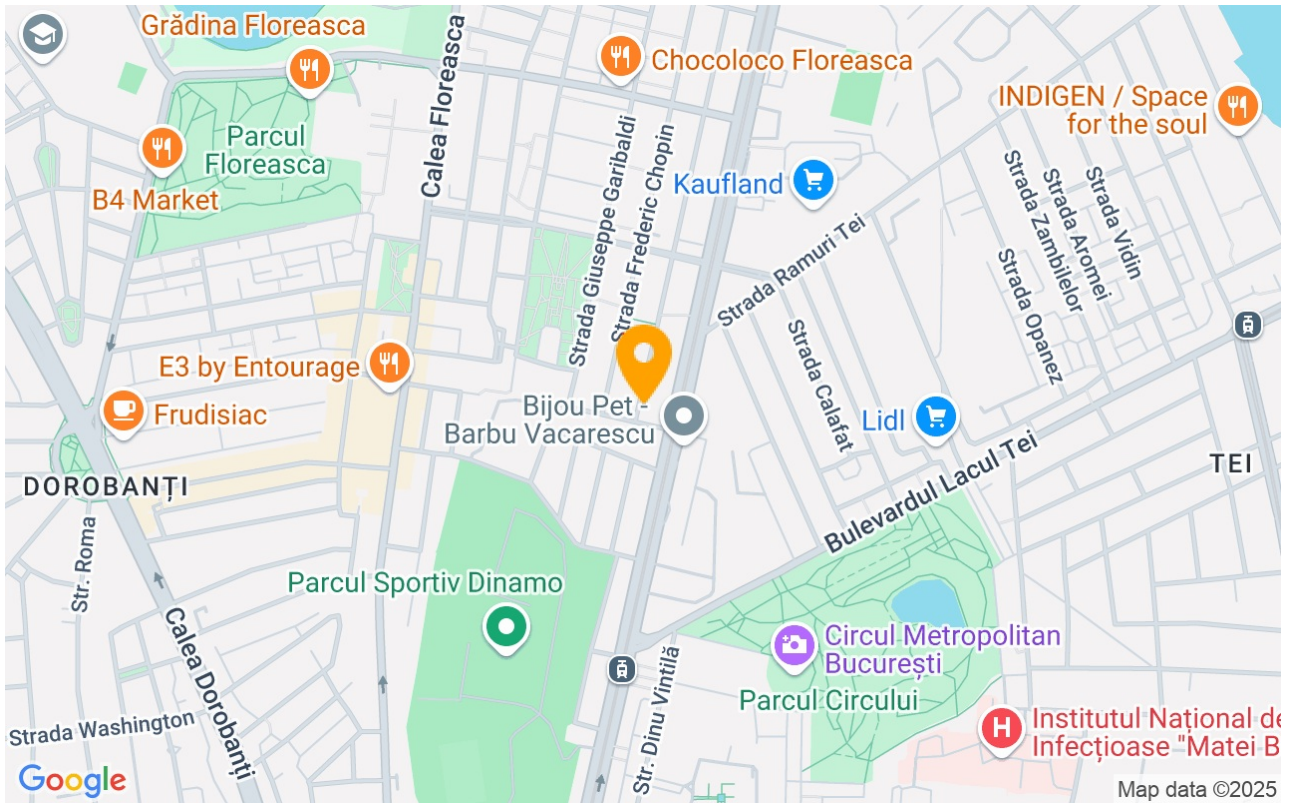 Grădina Floreasca
Chocoloco Floreasca
Calea Floreasca
INDIGEN / Space
for the soul
Parcul
Floreasca
B4 Market
Strada Giuseppe Garibaldi
Strada Frederic Chopin
Kaufland
Strada Vidin
Strada Aromei
Strada Zambilelor
Strada Opanez
Strada Ramuri Tei
Strada Calafat
E3 by Entourage
Frudisiac
Bijou Pet -
Barbu Vacarescu
Lidl
Bulevardul Lacul Tei
TEI
DOROBANȚI
Str. Roma
Parcul Sportiv Dinamo
Calea Dorobanți
Circul Metropolitan
București
Parcul Circului
Str. Dinu Vintilă
Strada Washington
H
Institutul Național de
Infecțioase "Matei B
Google
Map data ©2025